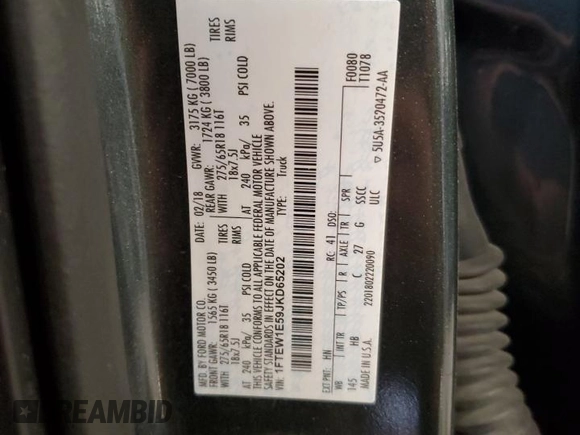 MFD. BY FORD MOTOR CO.
DATE: 02/18 GVWR: 3175 KG ( 7000 LB)
FRONT GAWR: 1565 KG ( 3450 LB) REAR GAWR: 1724 KG ( 3800 LB)
275/65R18 116T TIRES WITH 275/65R18 116T TIRES
18x7.5J RIMS 18x7.5J RIMS
AT 240 kPa/ 35 PSI COLD AT 240 kPa/ 35 PSI COLD
THIS VEHICLE CONFORMS TO ALL APPLICABLE FEDERAL MOTOR VEHICLE
SAFETY STANDARDS IN EFFECT ON THE DATE OF MANUFACTURE SHOWN ABOVE.
VIN: 1FTEW1E59JKD65202 TYPE: Truck
F0080
T1078
EXT PNT: HN RC: 41 DSO:
WB INT TR TP/PS R AXLE TR SPR
145 HB C 27 G SSCC
MADE IN U.S.A. 2201802220090 ULC
▽ 5U5A-3520472-AA
DREAMBID